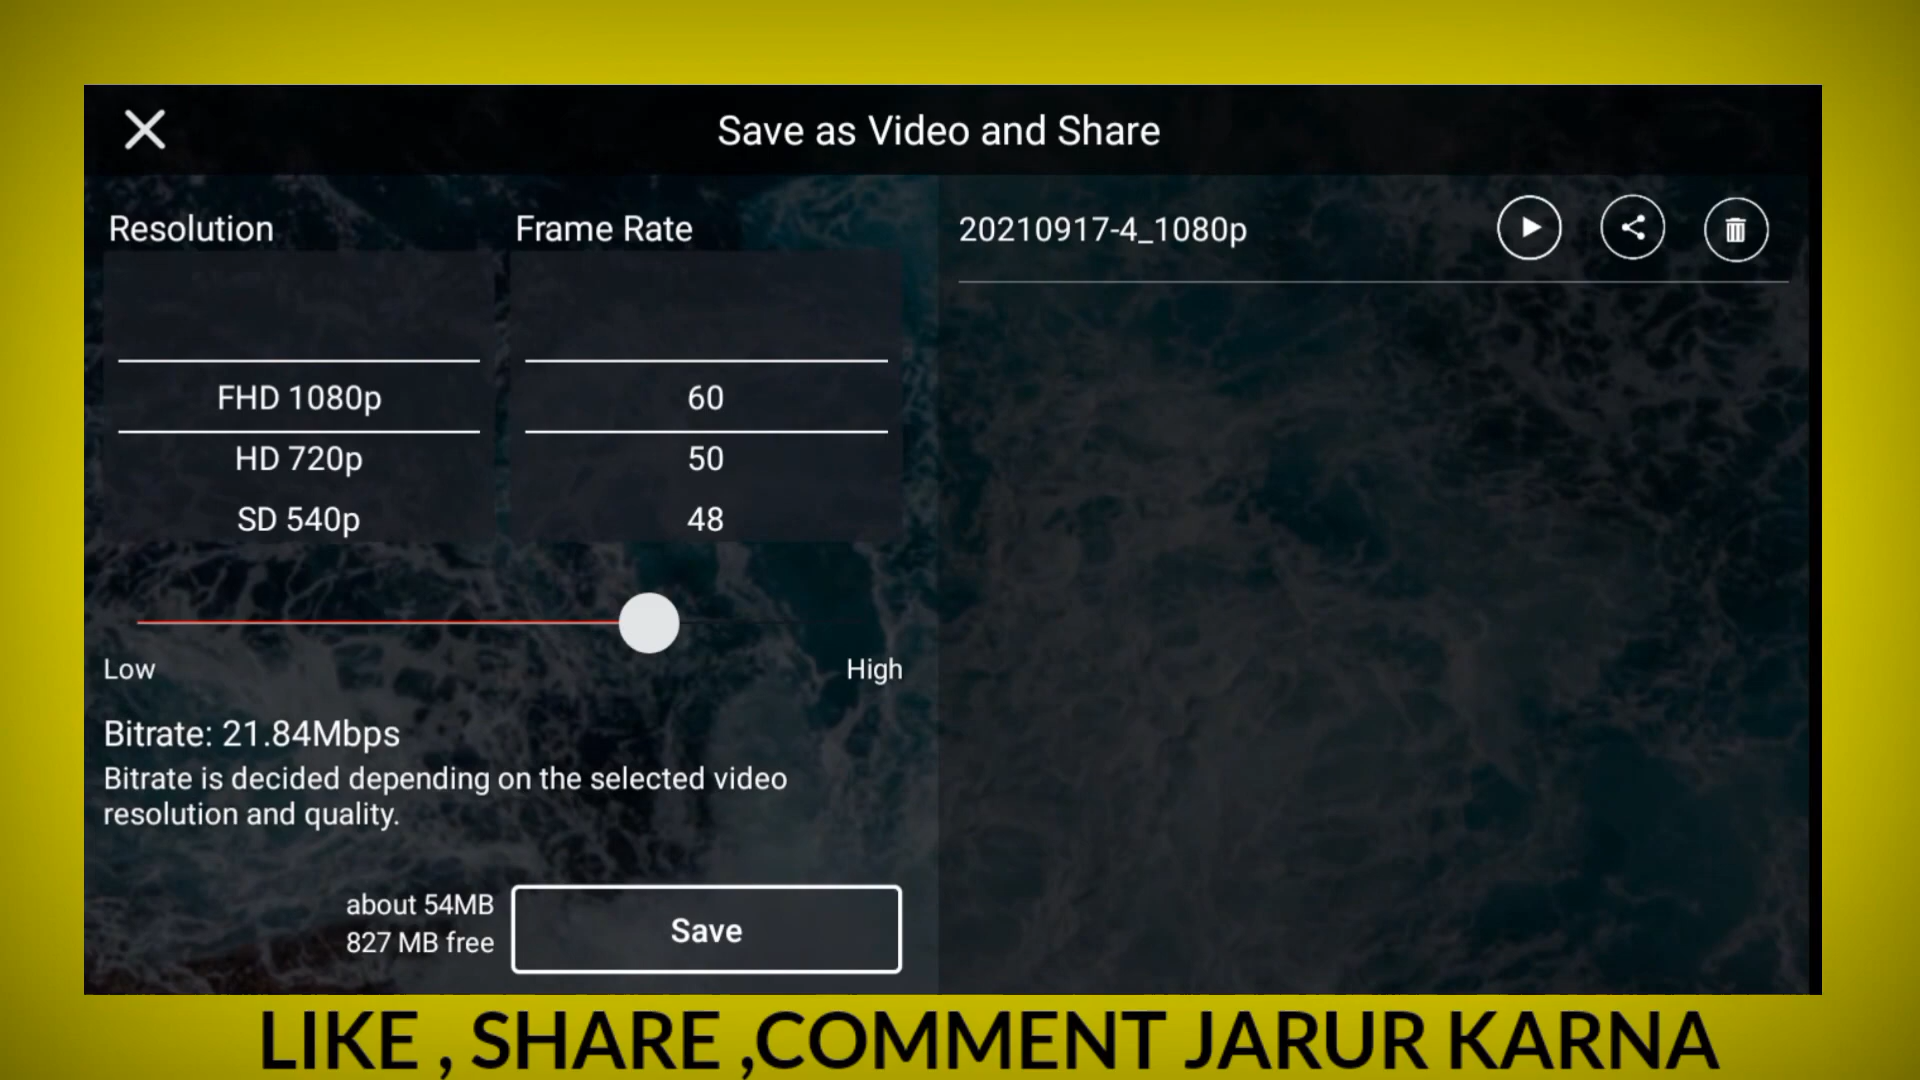 Save as Video and Share
Resolution
Frame Rate
FHD 1080p
HD 720p
SD 540p
60
50
48
Low
High
Bitrate: 21.84Mbps
Bitrate is decided depending on the selected video
resolution and quality.
about 54MB
827 MB free
Save
20210917-4_1080p
LIKE , SHARE ,COMMENT JARUR KARNA